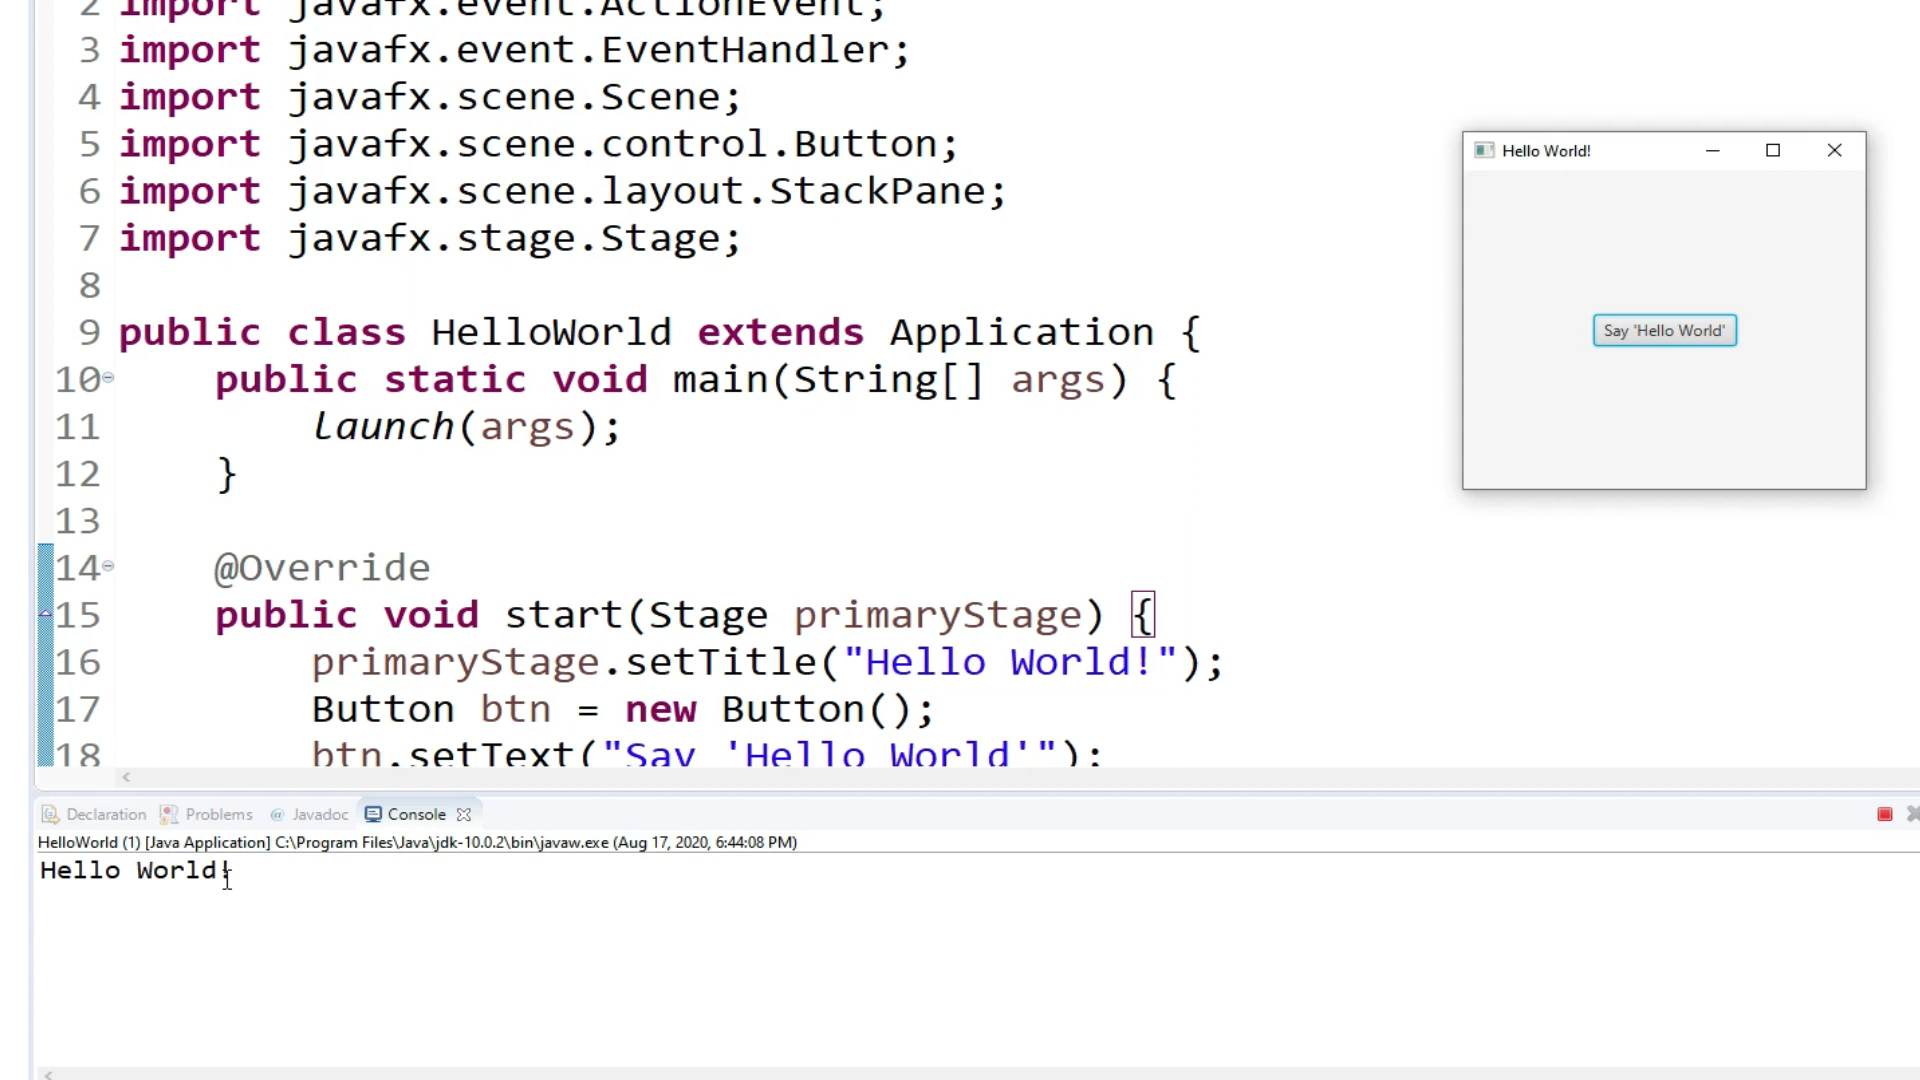 2 import javafx.event.ActionEvent;
3 import javafx.event.EventHandler;
4 import javafx.scene.Scene;
5 import javafx.scene.control.Button;
6 import javafx.scene.layout.StackPane;
7 import javafx.stage.Stage;
8
9 public class HelloWorld extends Application {
10 public static void main(String[] args) {
11 launch(args);
12 }
13
14 @Override
15 public void start(Stage primaryStage) {
16 primaryStage.setTitle("Hello World!");
17 Button btn = new Button();
18 btn.setText("Say 'Hello World'");
Hello World!
Say 'Hello World'
Declaration Problems @ Javadoc Console
HelloWorld (1) [Java Application] C:\Program Files\Java\jdk-10.0.2\bin\javaw.exe (Aug 17, 2020, 6:44:08 PM)
Hello World!